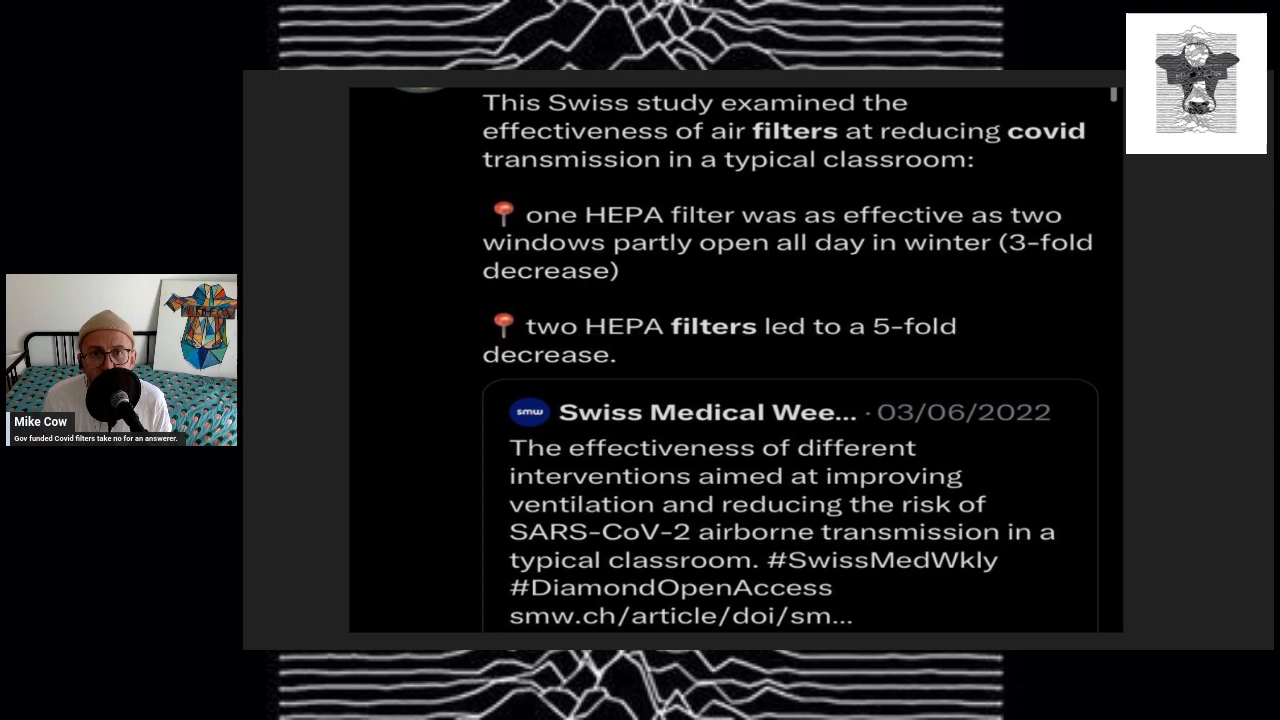 This Swiss study examined the
effectiveness of air filters at reducing covid
transmission in a typical classroom:
one HEPA filter was as effective as two
windows partly open all day in winter (3-fold
decrease)
two HEPA filters led to a 5-fold
decrease.
smw Swiss Medical Wee... · 03/06/2022
The effectiveness of different
interventions aimed at improving
ventilation and reducing the risk of
SARS-CoV-2 airborne transmission in a
typical classroom. #SwissMedWkly
#DiamondOpenAccess
smw.ch/article/doi/sm...
Mike Cow
Gov funded Covid filters take no for an answerer.